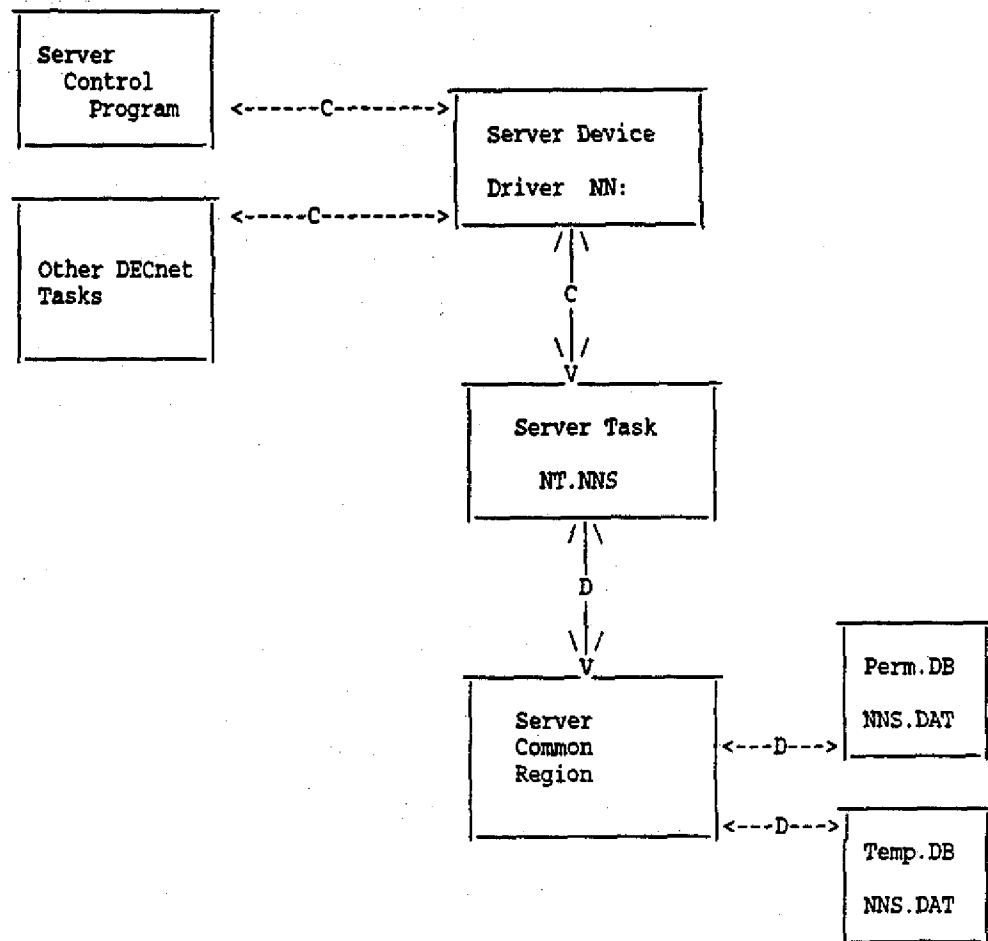 Server
Control
Program
<------C------->
Server Device
Driver NN:
<-----C--------->
Other DECnet
Tasks
C
V
Server Task
NT.NNS
D
V
Server
Common
Region
Perm.DB
NNS.DAT
<---D--->
<---D--->
Temp.DB
NNS.DAT